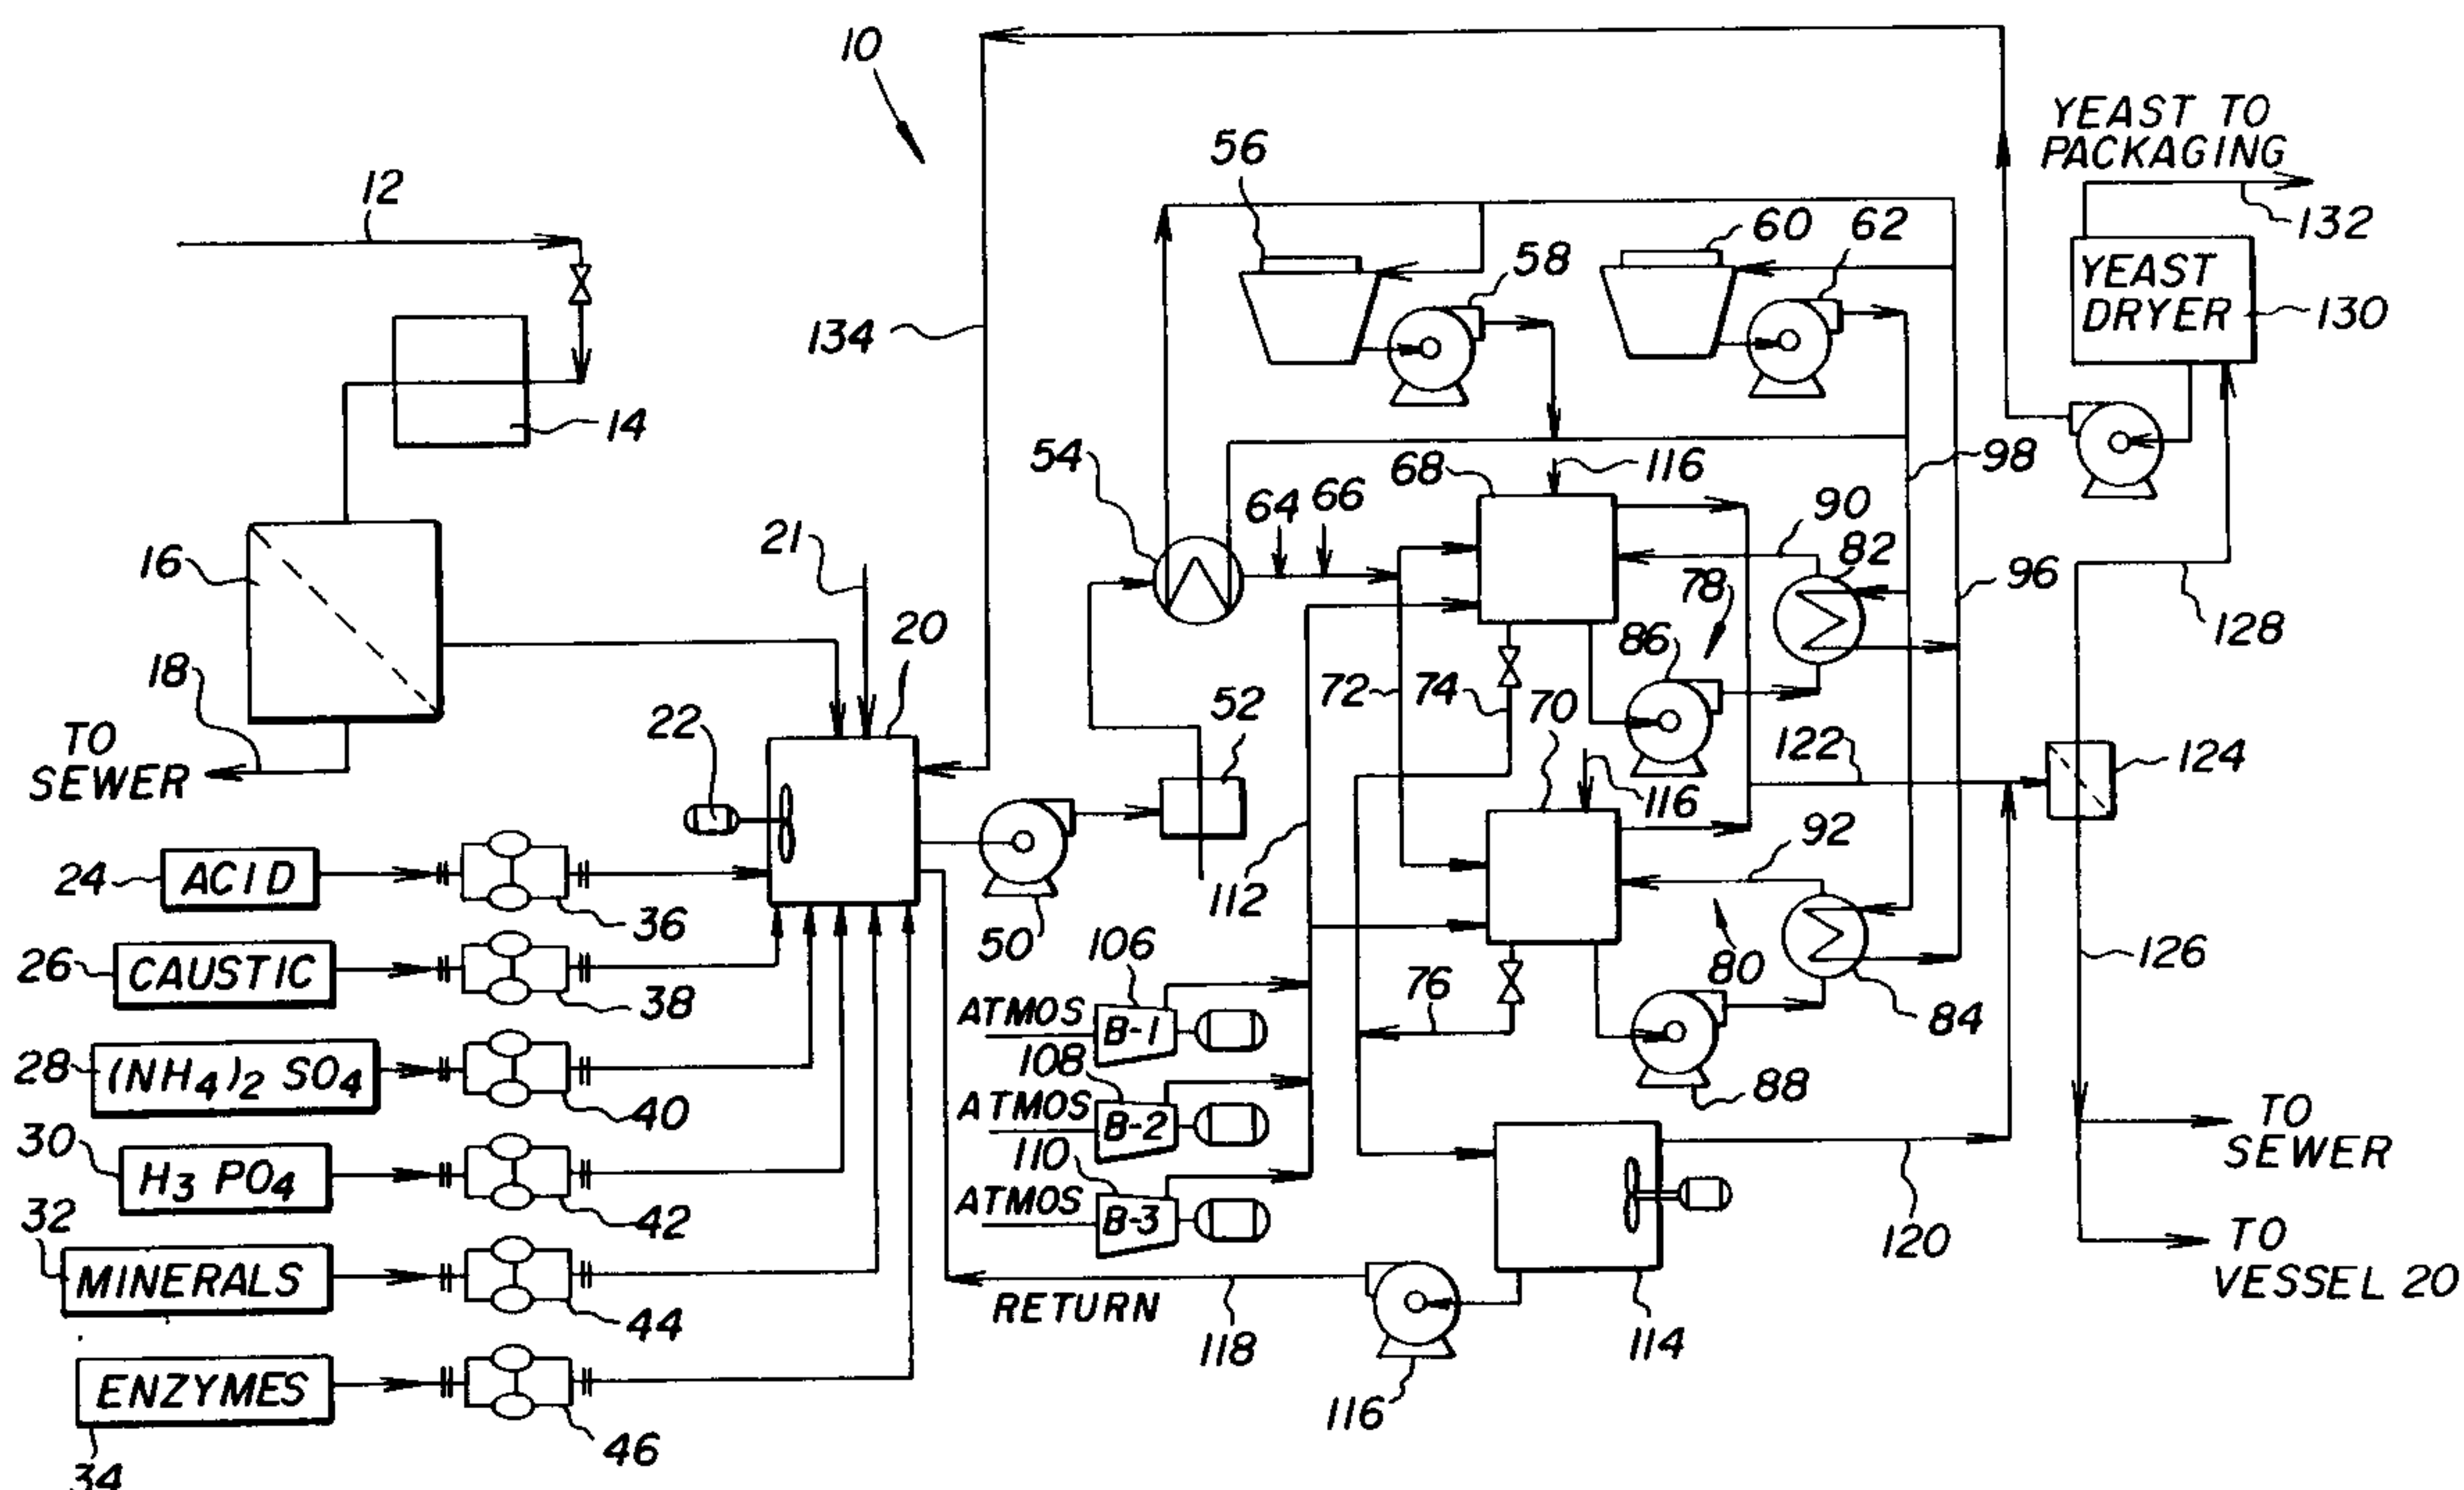 10
12
14
16
18
TO
SEWER
21
20
22
24
ACID
36
26
CAUSTIC
38
28
(NH4)2 SO4
40
30
H3 PO4
42
32
MINERALS
44
ENZYMES
34
46
134
56
58
60
62
YEAST TO
PACKAGING
132
YEAST
DRYER
130
54
64
66
68
116
98
90
82
78
96
128
86
72
74
70
52
122
124
116
112
92
50
106
76
80
84
126
ATMOS
B-1
108
ATMOS
B-2
88
110
ATMOS
B-3
TO
SEWER
120
TO
VESSEL 20
RETURN
118
114
116